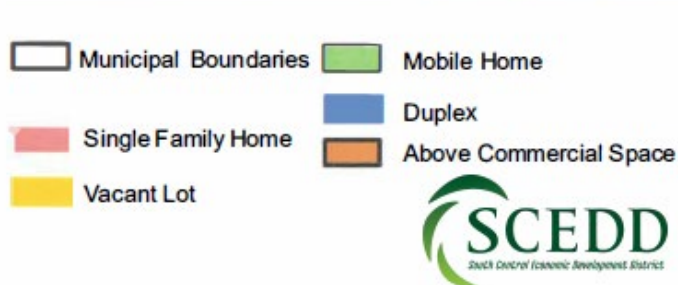 Municipal Boundaries
Mobile Home
Duplex
Single Family Home
Above Commercial Space
Vacant Lot
SCEDD
South Central Economic Development District